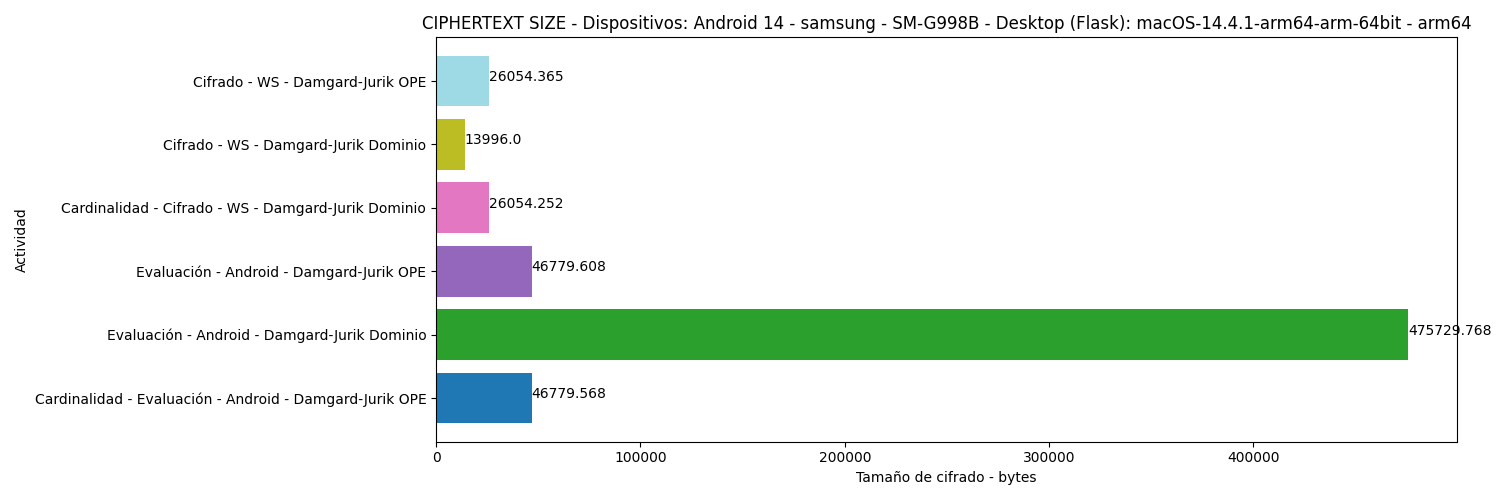 CIPHERTEXT SIZE - Dispositivos: Android 14 - samsung - SM-G998B - Desktop (Flask): macOS-14.4.1-arm64-arm-64bit - arm64
Cifrado - WS - Damgard-Jurik OPE
26054.365
Cifrado - WS - Damgard-Jurik Dominio
13996.0
Cardinalidad - Cifrado - WS - Damgard-Jurik Dominio
26054.252
Evaluación - Android - Damgard-Jurik OPE
46779.608
Evaluación - Android - Damgard-Jurik Dominio
475729.768
Cardinalidad - Evaluación - Android - Damgard-Jurik OPE
46779.568
Actividad
0 100000 200000 300000 400000
Tamaño de cifrado - bytes